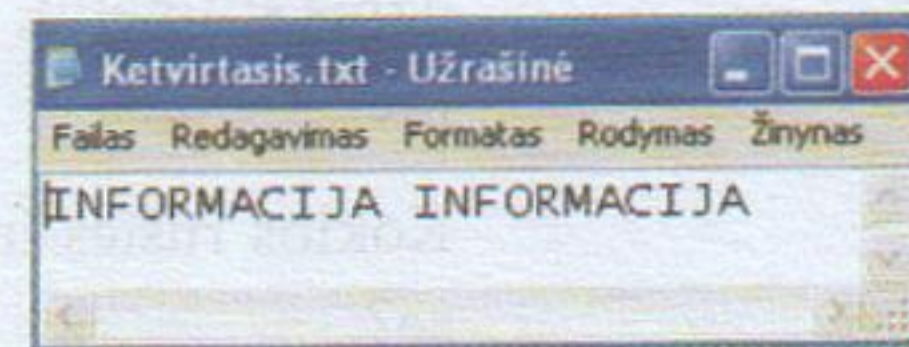 Ketvirtasis.txt - Užrašinė
Failas Redagavimas Formatas Rodymas Žinynas
INFORMACIJA INFORMACIJA